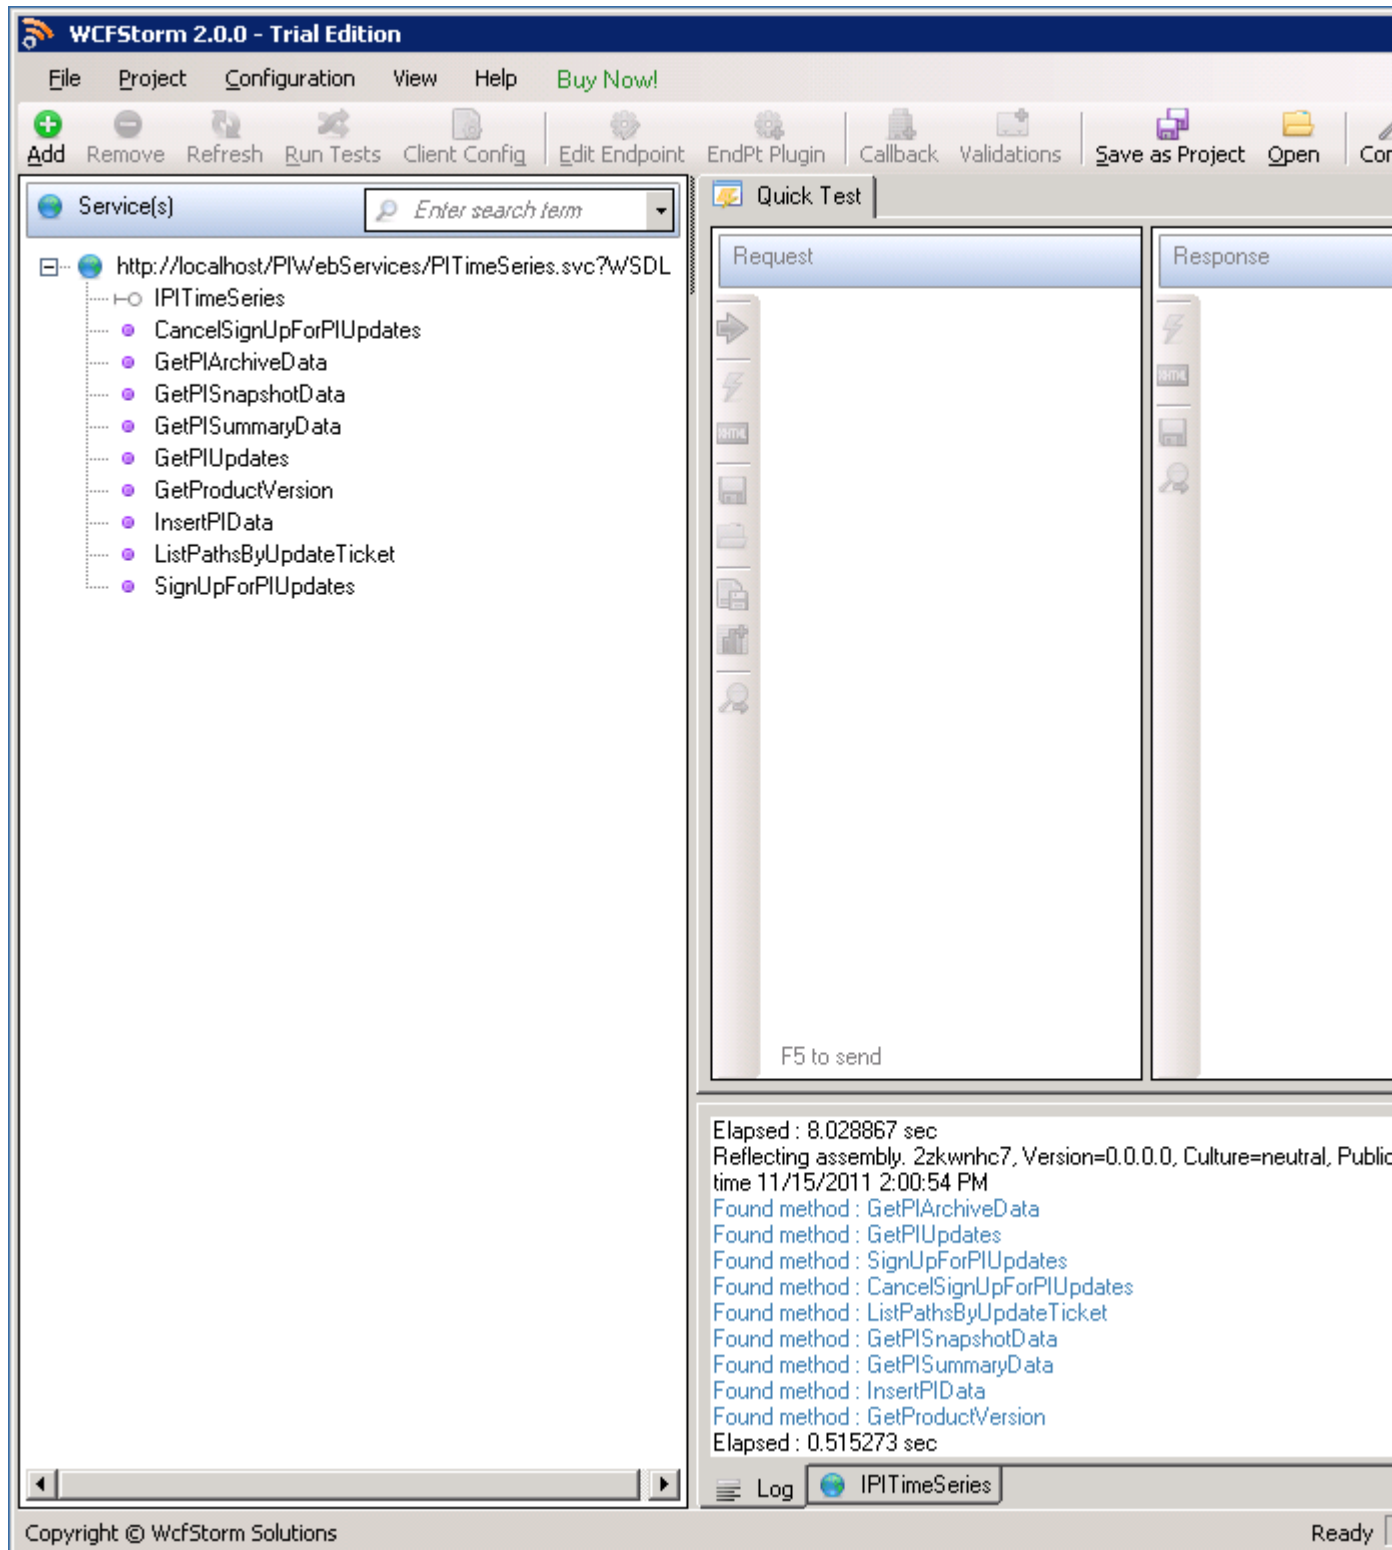 WCFStorm 2.0.0 - Trial Edition
File Project Configuration View Help Buy Now!
Add Remove Refresh Run Tests Client Config Edit Endpoint EndPt Plugin Callback Validations Save as Project Open
Service(s) Enter search term
http://localhost/PIWebServices/PITimeSeries.svc?WSDL
IPITimeSeries
CancelSignUpForPIUpdates
GetPIArchiveData
GetPISnapshotData
GetPISummaryData
GetPIUpdates
GetProductVersion
InsertPIData
ListPathsByUpdateTicket
SignUpForPIUpdates
Quick Test
Request
F5 to send
Response
Elapsed : 8.028867 sec
Reflecting assembly. 2zkwnhc7, Version=0.0.0.0, Culture=neutral, Public
time 11/15/2011 2:00:54 PM
Found method : GetPIArchiveData
Found method : GetPIUpdates
Found method : SignUpForPIUpdates
Found method : CancelSignUpForPIUpdates
Found method : ListPathsByUpdateTicket
Found method : GetPISnapshotData
Found method : GetPISummaryData
Found method : InsertPIData
Found method : GetProductVersion
Elapsed : 0.515273 sec
Log IPITimeSeries
Copyright © WcfStorm Solutions Ready